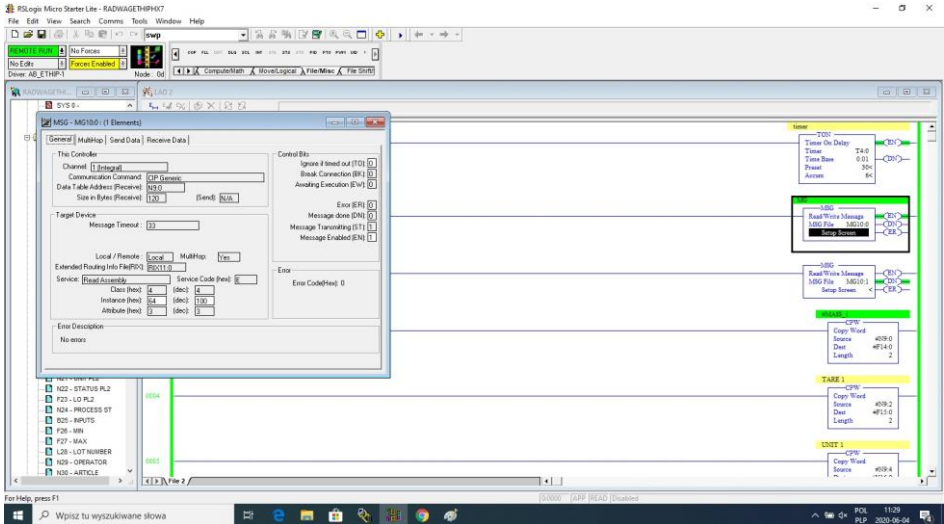 RSLogix Micro Starter Lite - RADWAGETHIPHX7
File Edit View Search Comms Tools Window Help
swp
REMOTE RUN No Forces
No Edits Forces Enabled
Driver: AB_ETHIP-1 Node: 0d
Compute/Math Move/Logical File/Misc File Shift/
LAD 2
SYS 0 -
MSG - MG10:0 : (1 Elements)
General MultiHop Send Data Receive Data
This Controller
Channel: 1 (Integral)
Communication Command: CIP Generic
Data Table Address (Receive): N9:0
Size in Bytes (Receive): 120 (Send): N/A
Target Device
Message Timeout : 33
Local / Remote : Local MultiHop: Yes
Extended Routing Info File(RIX): RIX11:0
Service: Read Assembly Service Code (hex): E
Class (hex): 4 (dec): 4
Instance (hex): 64 (dec): 100
Attribute (hex): 3 (dec): 3
Error Description
No errors
Control Bits
Ignore if timed out (TO): 0
Break Connection (BK): 0
Awaiting Execution (EW): 0
Error (ER): 0
Message done (DN): 0
Message Transmitting (ST): 1
Message Enabled (EN): 1
Error
Error Code(Hex): 0
timer
TON
Timer On Delay EN
Timer T4:0
Time Base 0.01 DN
Preset 30<
Accum 6<
MSG
Read/Write Message EN
MSG File MG10:0 DN
Setup Screen ER
MSG
Read/Write Message EN
MSG File MG10:1 DN
Setup Screen < ER
CPW
Copy Word
Source #N9:0
Dest #F14:0
Length 2
0004
TARE 1
CPW
Copy Word
Source #N9:2
Dest #F15:0
Length 2
UNIT 1
CPW
Copy Word
Source #N9:4
N22 - STATUS PL2
F23 - LO PL2
N24 - PROCESS ST
B25 - INPUTS
F26 - MIN
F27 - MAX
L28 - LOT NUMBER
N29 - OPERATOR
N30 - ARTICLE
File 2
For Help, press F1
0:0000 APP READ Disabled
Wpisz tu wyszukiwane słowa
POL 11:29
PLP 2020-06-04